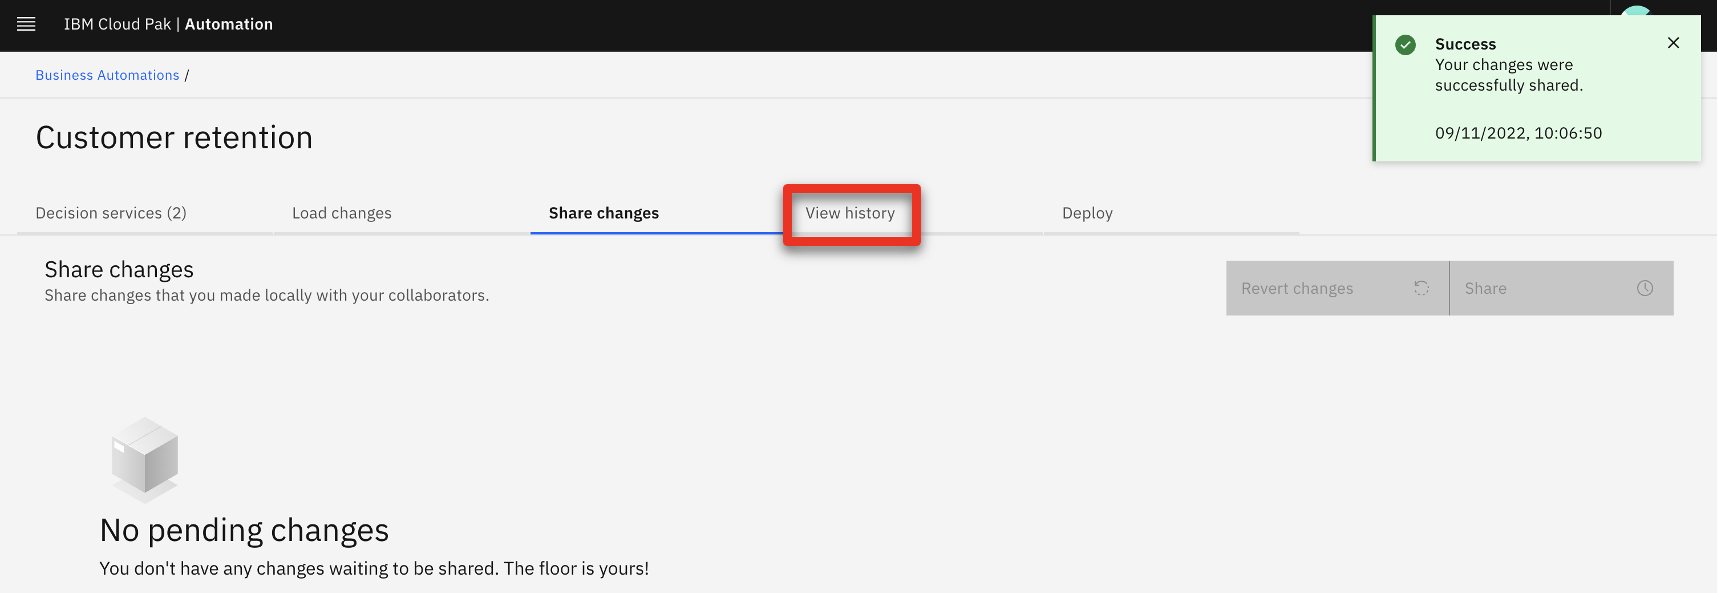 IBM Cloud Pak | Automation
Success
Your changes were
successfully shared.
09/11/2022, 10:06:50
Business Automations /
Customer retention
Decision services (2)
Load changes
Share changes
View history
Deploy
Share changes
Share changes that you made locally with your collaborators.
Revert changes
Share
No pending changes
You don't have any changes waiting to be shared. The floor is yours!